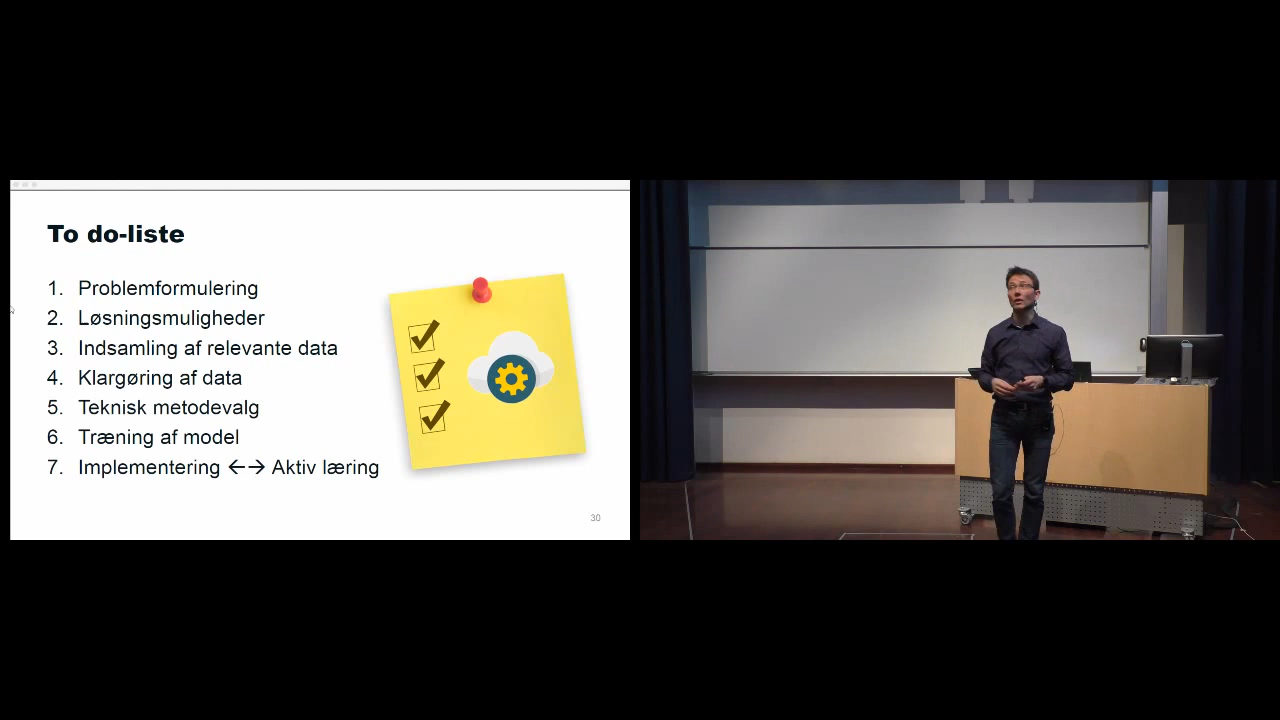 To do-liste
1. Problemformulering
2. Løsningsmuligheder
3. Indsamling af relevante data
4. Klargøring af data
5. Teknisk metodevalg
6. Træning af model
7. Implementering ←→ Aktiv læring
30